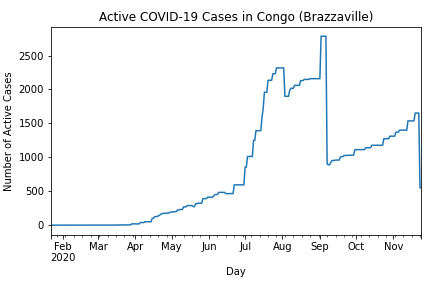 Active COVID-19 Cases in Congo (Brazzaville)
Number of Active Cases
2500
2000
1500
1000
500
0
Feb Mar Apr May Jun Jul Aug Sep Oct Nov
2020
Day